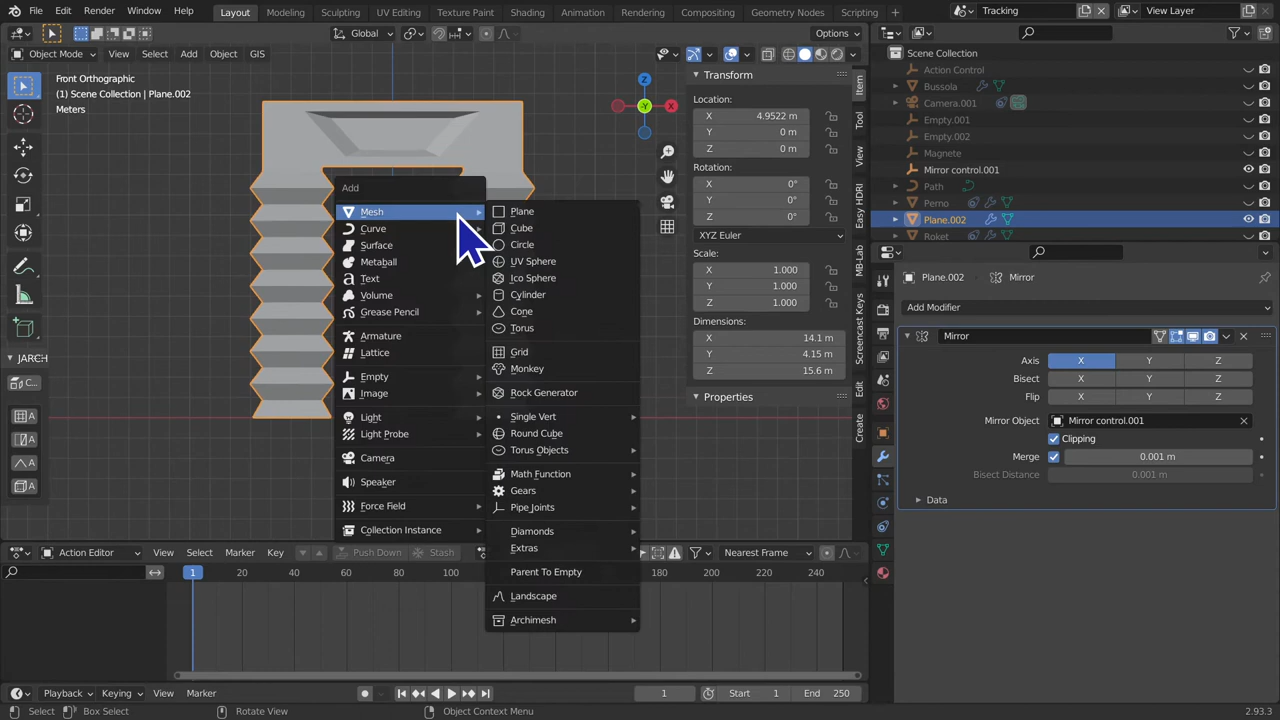 File Edit Render Window Help Layout Modeling Sculpting UV Editing Texture Paint Shading Animation Rendering Compositing Geometry Nodes Scripting Tracking View Layer
Global Options
Object Mode View Select Add Object GIS
Scene Collection
Action Control
Bussola
Camera.001
Empty.001
Empty.002
Magnete
Mirror control.001
Path
Perno
Plane.002
Roket
Front Orthographic
(1) Scene Collection | Plane.002
Meters
Z
X
-Y
Transform
Location:
X 4.9522 m
Y 0 m
Z 0 m
Rotation:
X 0°
Y 0°
Z 0°
XYZ Euler
Scale:
X 1.000
Y 1.000
Z 1.000
Dimensions:
X 14.1 m
Y 4.15 m
Z 15.6 m
Properties
Item
Tool
View
Easy HDRI
MB-Lab
Screencast Keys
Edit
Create
Add
Mesh
Curve
Surface
Metaball
Text
Volume
Grease Pencil
Armature
Lattice
Empty
Image
Light
Light Probe
Camera
Speaker
Force Field
Collection Instance
Plane
Cube
Circle
UV Sphere
Ico Sphere
Cylinder
Cone
Torus
Grid
Monkey
Rock Generator
Single Vert
Round Cube
Torus Objects
Math Function
Gears
Pipe Joints
Diamonds
Extras
Parent To Empty
Landscape
Archimesh
JARCH
C...
A
A
A
A
Plane.002 Mirror
Add Modifier
Mirror
Axis X Y Z
Bisect X Y Z
Flip X Y Z
Mirror Object Mirror control.001
Clipping
Merge 0.001 m
Bisect Distance 0.001 m
Data
Action Editor View Select Marker Key Push Down Stash Nearest Frame
1 20 40 60 80 100 180 200 220 240
Playback Keying View Marker 1 Start 1 End 250
Select Box Select Rotate View Object Context Menu 2.93.3